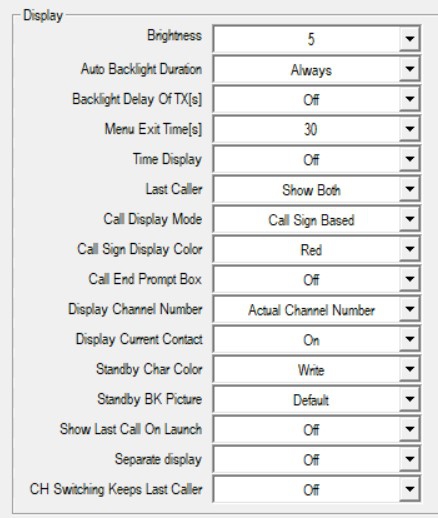 Display
Brightness 5
Auto Backlight Duration Always
Backlight Delay Of TX[s] Off
Menu Exit Time[s] 30
Time Display Off
Last Caller Show Both
Call Display Mode Call Sign Based
Call Sign Display Color Red
Call End Prompt Box Off
Display Channel Number Actual Channel Number
Display Current Contact On
Standby Char Color Write
Standby BK Picture Default
Show Last Call On Launch Off
Separate display Off
CH Switching Keeps Last Caller Off